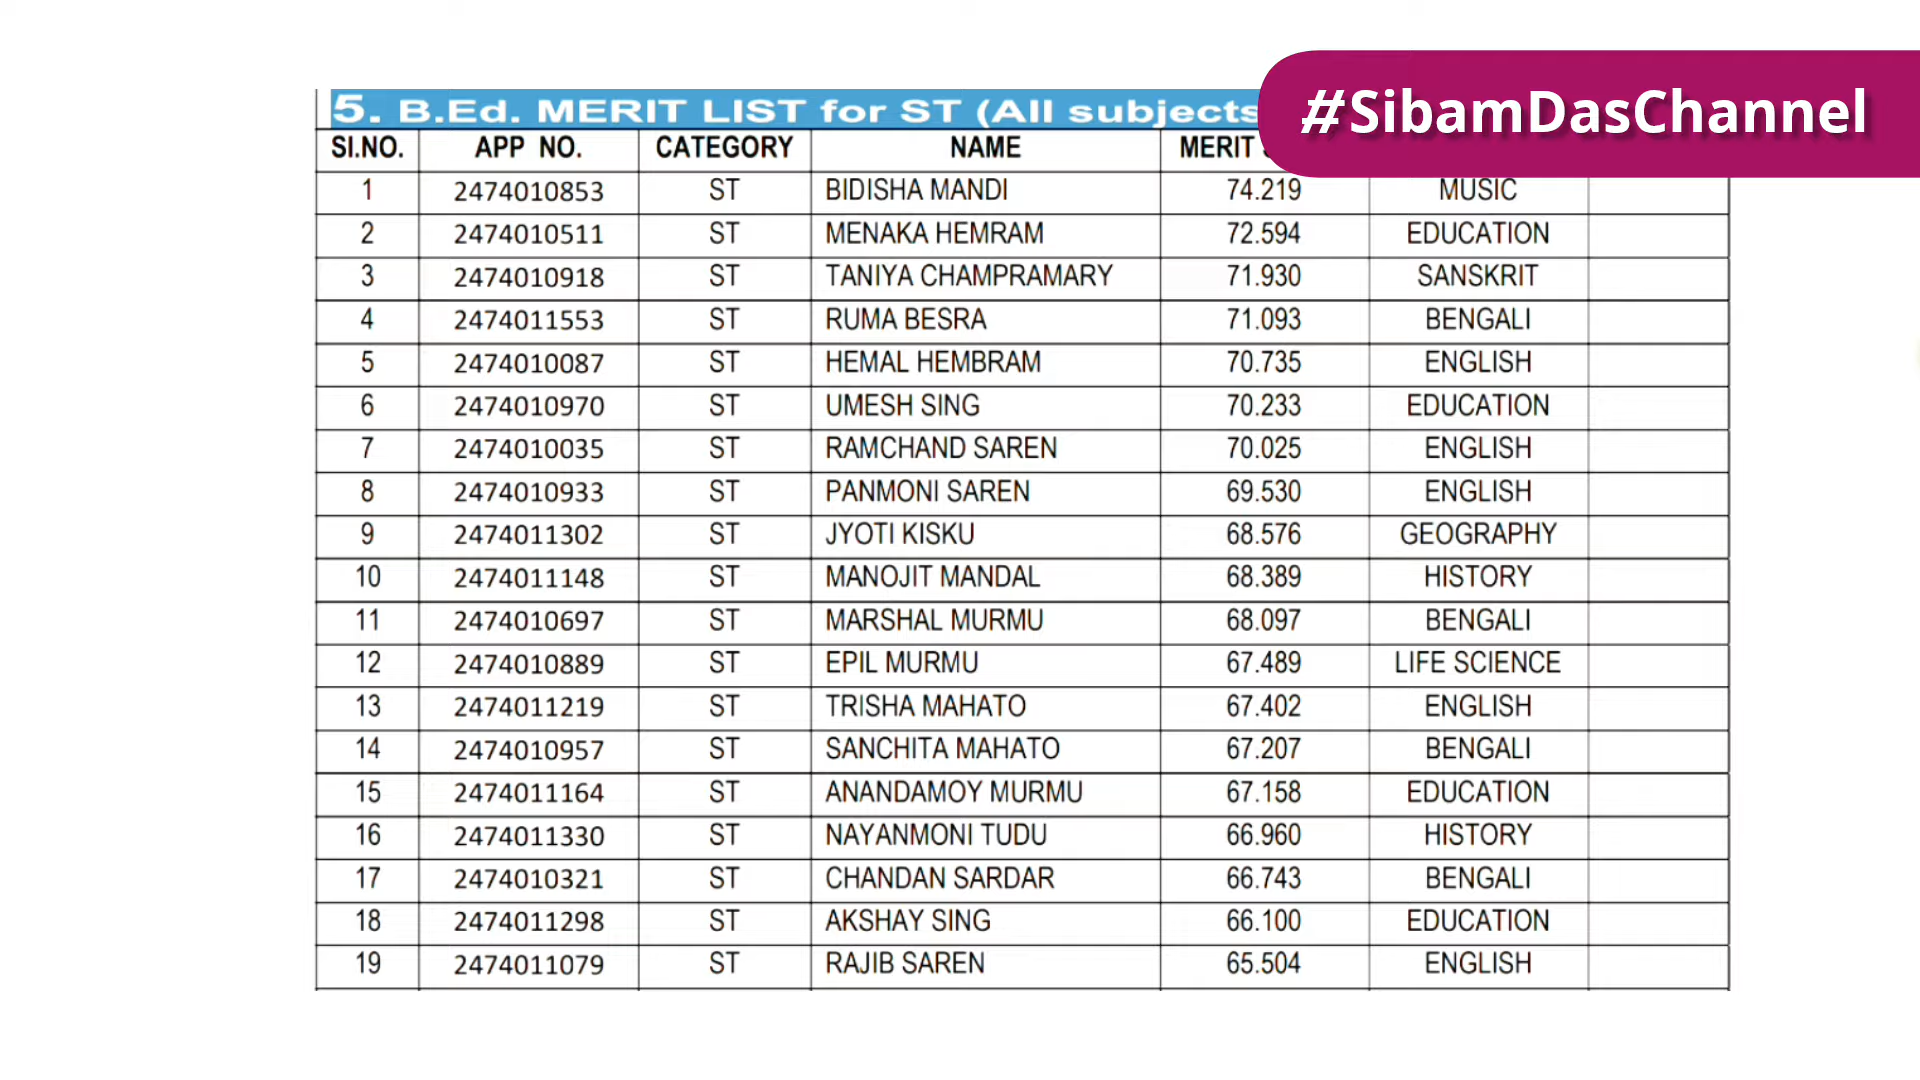 #SibamDasChannel
5. B.Ed. MERIT LIST for ST (All subjects
SI.NO. APP NO. CATEGORY NAME MERIT
1 2474010853 ST BIDISHA MANDI 74.219 MUSIC
2 2474010511 ST MENAKA HEMRAM 72.594 EDUCATION
3 2474010918 ST TANIYA CHAMPRAMARY 71.930 SANSKRIT
4 2474011553 ST RUMA BESRA 71.093 BENGALI
5 2474010087 ST HEMAL HEMBRAM 70.735 ENGLISH
6 2474010970 ST UMESH SING 70.233 EDUCATION
7 2474010035 ST RAMCHAND SAREN 70.025 ENGLISH
8 2474010933 ST PANMONI SAREN 69.530 ENGLISH
9 2474011302 ST JYOTI KISKU 68.576 GEOGRAPHY
10 2474011148 ST MANOJIT MANDAL 68.389 HISTORY
11 2474010697 ST MARSHAL MURMU 68.097 BENGALI
12 2474010889 ST EPIL MURMU 67.489 LIFE SCIENCE
13 2474011219 ST TRISHA MAHATO 67.402 ENGLISH
14 2474010957 ST SANCHITA MAHATO 67.207 BENGALI
15 2474011164 ST ANANDAMOY MURMU 67.158 EDUCATION
16 2474011330 ST NAYANMONI TUDU 66.960 HISTORY
17 2474010321 ST CHANDAN SARDAR 66.743 BENGALI
18 2474011298 ST AKSHAY SING 66.100 EDUCATION
19 2474011079 ST RAJIB SAREN 65.504 ENGLISH